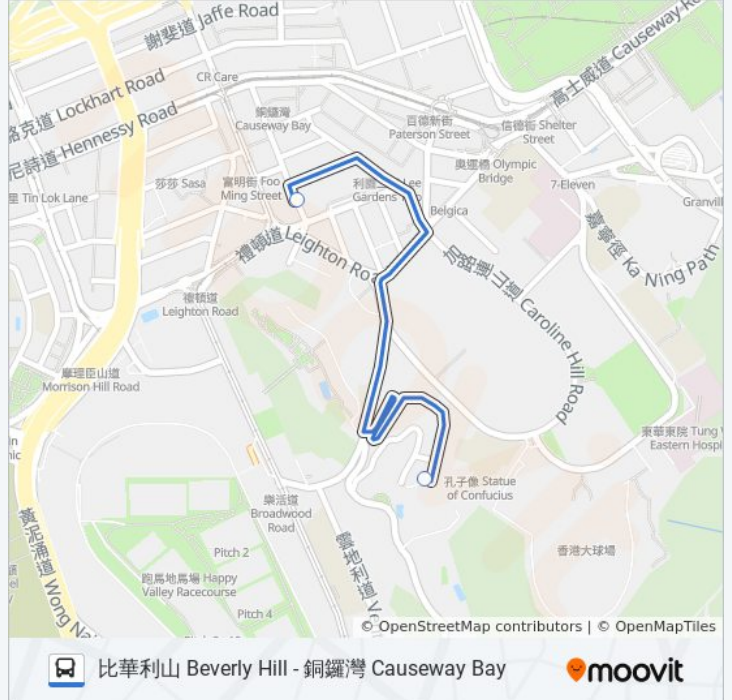 謝斐道 Jaffe Road
高士威道 Causeway Ro
CR Care
路克道 Lockhart Road
尼詩道 Hennessy Road
銅鑼灣
Causeway Bay
百德新街
Paterson Street
信德街 Shelter
Street
奧運橋 Olympic
Bridge
7-Eleven
莎莎 Sasa
富明街 Foo
Ming Street
利園二 Lee
Gardens
里 Tin Lok Lane
Belgica
Granvill
嘉寧徑 Ka Ning Path
禮頓道 Leighton Roa
加路連山道 Caroline Hill Road
禮頓道
Leighton Road
摩理臣山道
Morrison Hill Road
東華東院 Tung
Eastern Hospi
孔子像 Statue
of Confucius
樂活道
Broadwood
Road
黃泥涌道 Wong Na
雲地利道 Ve
Pitch 2
香港大球場
跑馬地馬場 Happy
Valley Racecourse
Pitch 4
© OpenStreetMap contributors | © OpenMapTiles
比華利山 Beverly Hill - 銅鑼灣 Causeway Bay
moovit